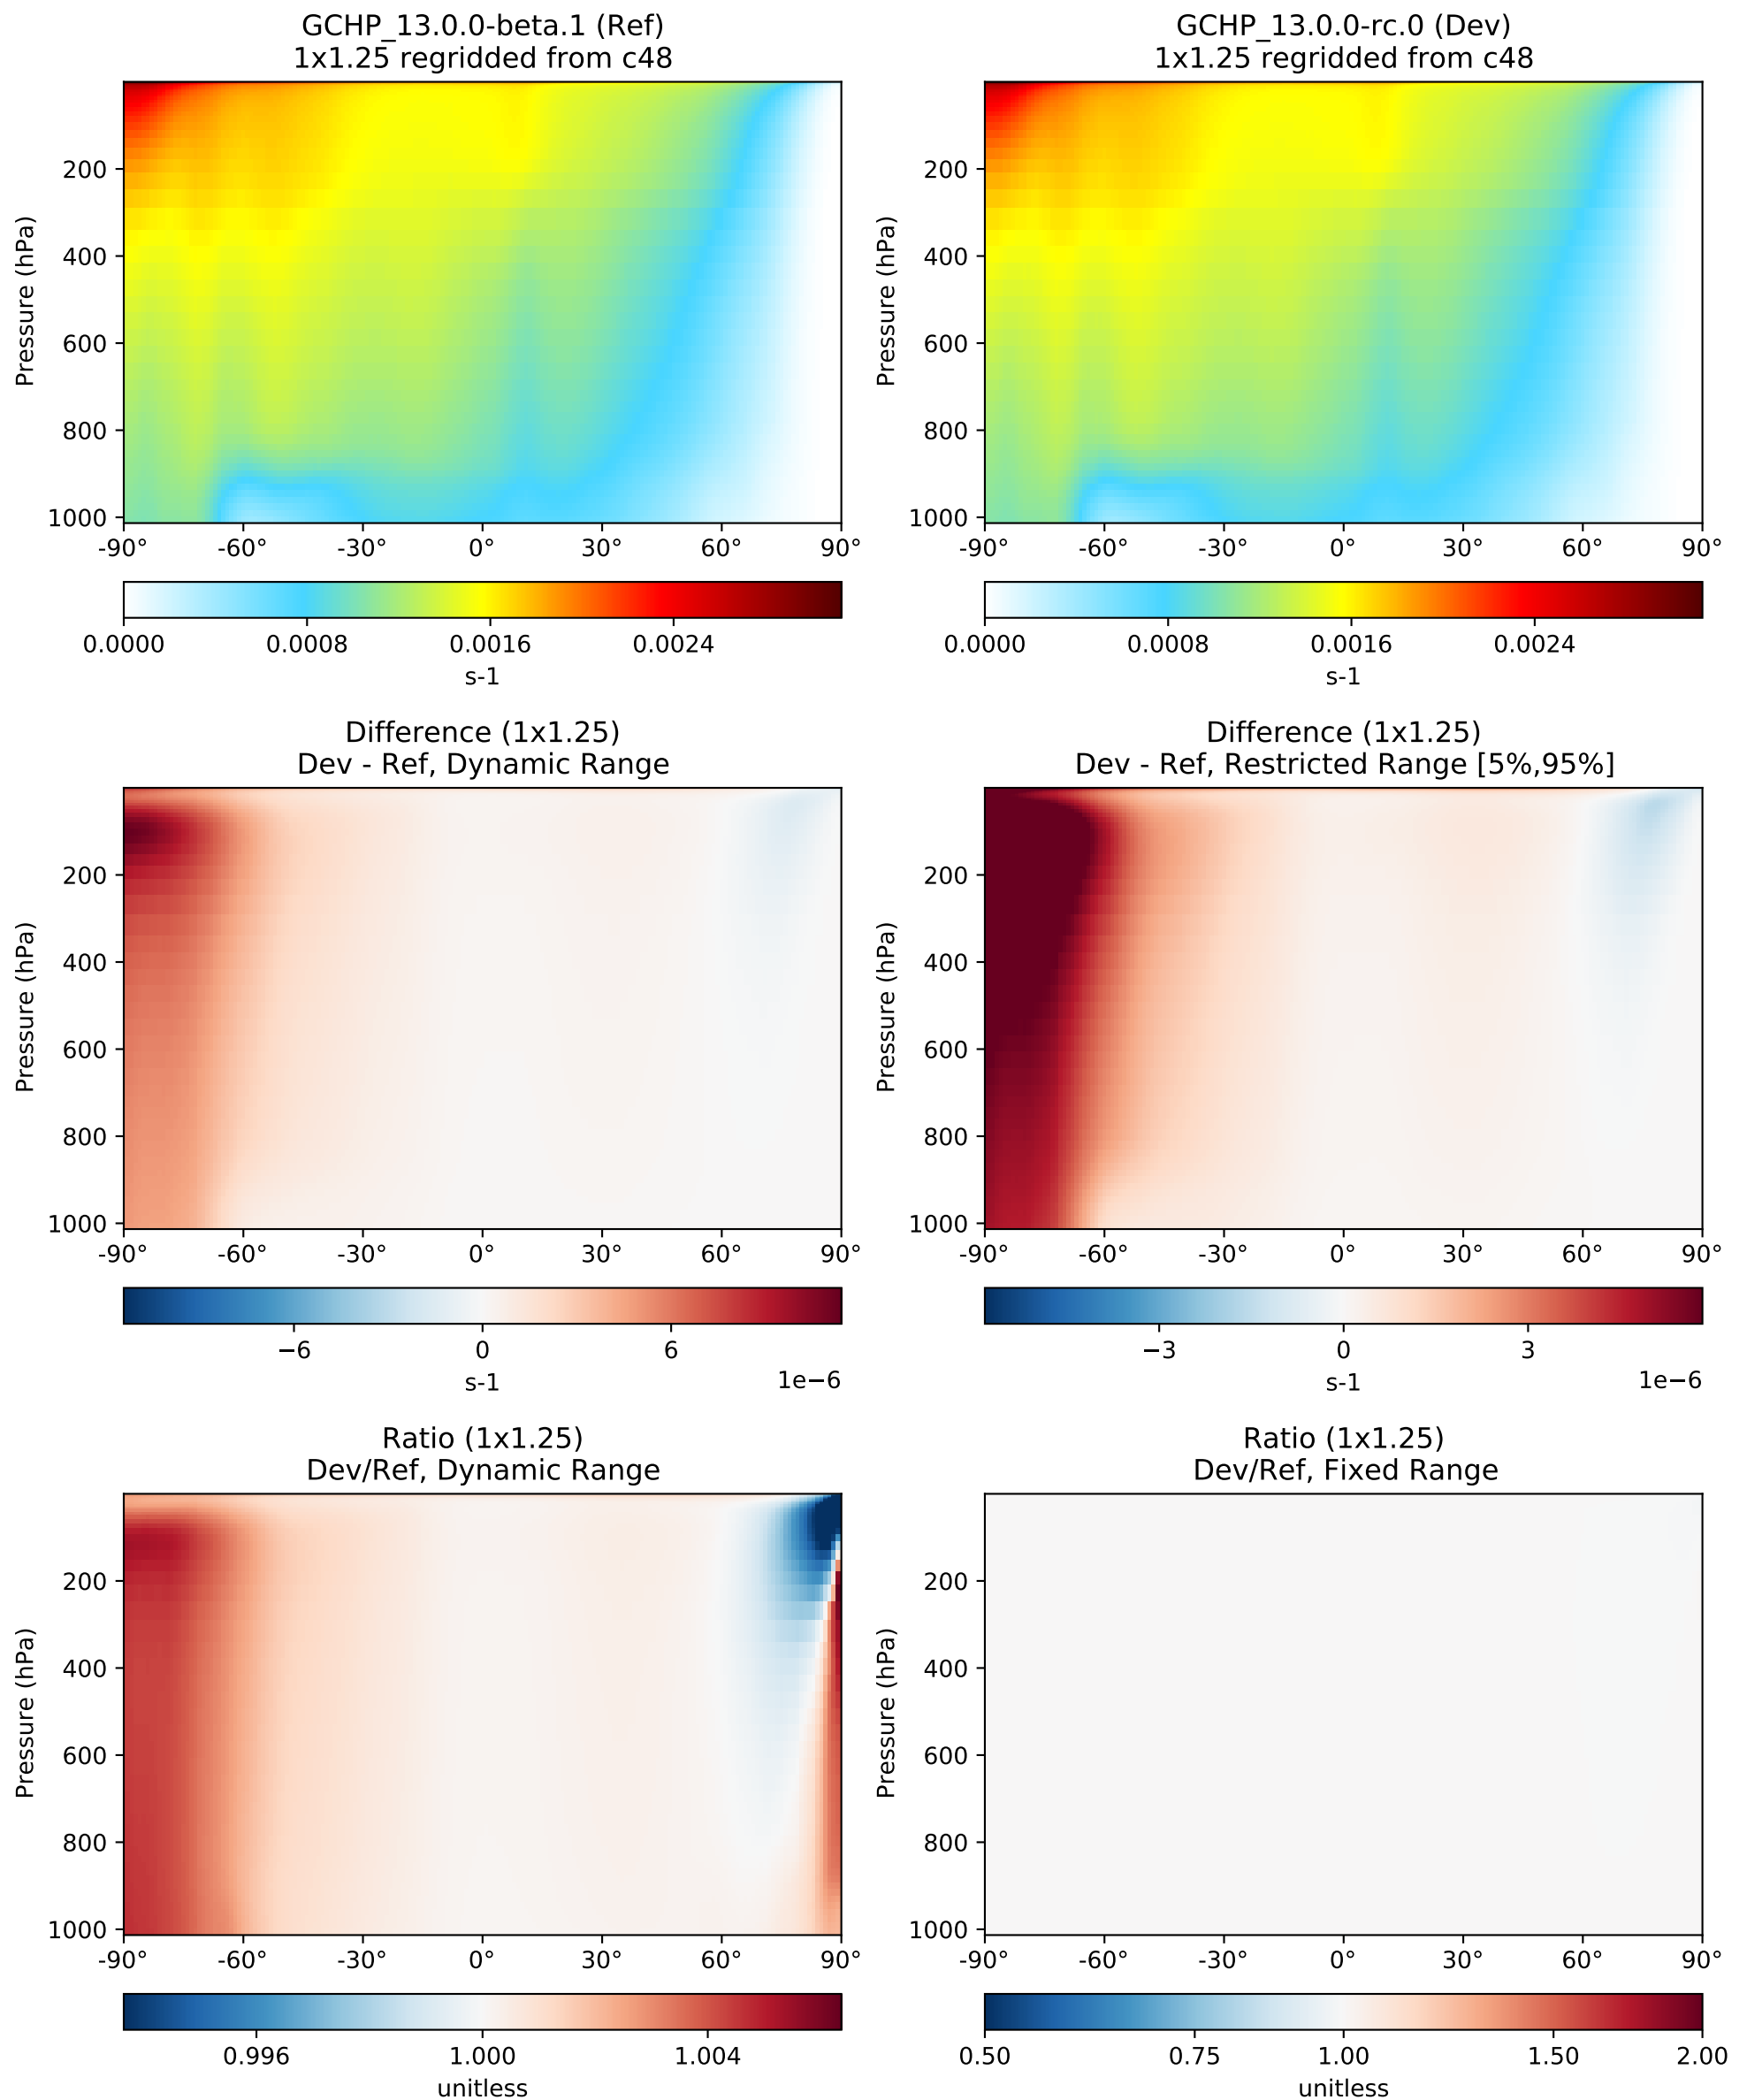 GCHP_13.0.0-beta.1 (Ref)
1x1.25 regridded from c48
Pressure (hPa)
200
400
600
800
1000
-90° -60° -30° 0° 30° 60° 90°
0.0000 0.0008 0.0016 0.0024
s-1
GCHP_13.0.0-rc.0 (Dev)
1x1.25 regridded from c48
Pressure (hPa)
200
400
600
800
1000
-90° -60° -30° 0° 30° 60° 90°
0.0000 0.0008 0.0016 0.0024
s-1
Difference (1x1.25)
Dev - Ref, Dynamic Range
Pressure (hPa)
200
400
600
800
1000
-90° -60° -30° 0° 30° 60° 90°
−6 0 6
s-1 1e−6
Difference (1x1.25)
Dev - Ref, Restricted Range [5%,95%]
Pressure (hPa)
200
400
600
800
1000
-90° -60° -30° 0° 30° 60° 90°
−3 0 3
s-1 1e−6
Ratio (1x1.25)
Dev/Ref, Dynamic Range
Pressure (hPa)
200
400
600
800
1000
-90° -60° -30° 0° 30° 60° 90°
0.996 1.000 1.004
unitless
Ratio (1x1.25)
Dev/Ref, Fixed Range
Pressure (hPa)
200
400
600
800
1000
-90° -60° -30° 0° 30° 60° 90°
0.50 0.75 1.00 1.50 2.00
unitless